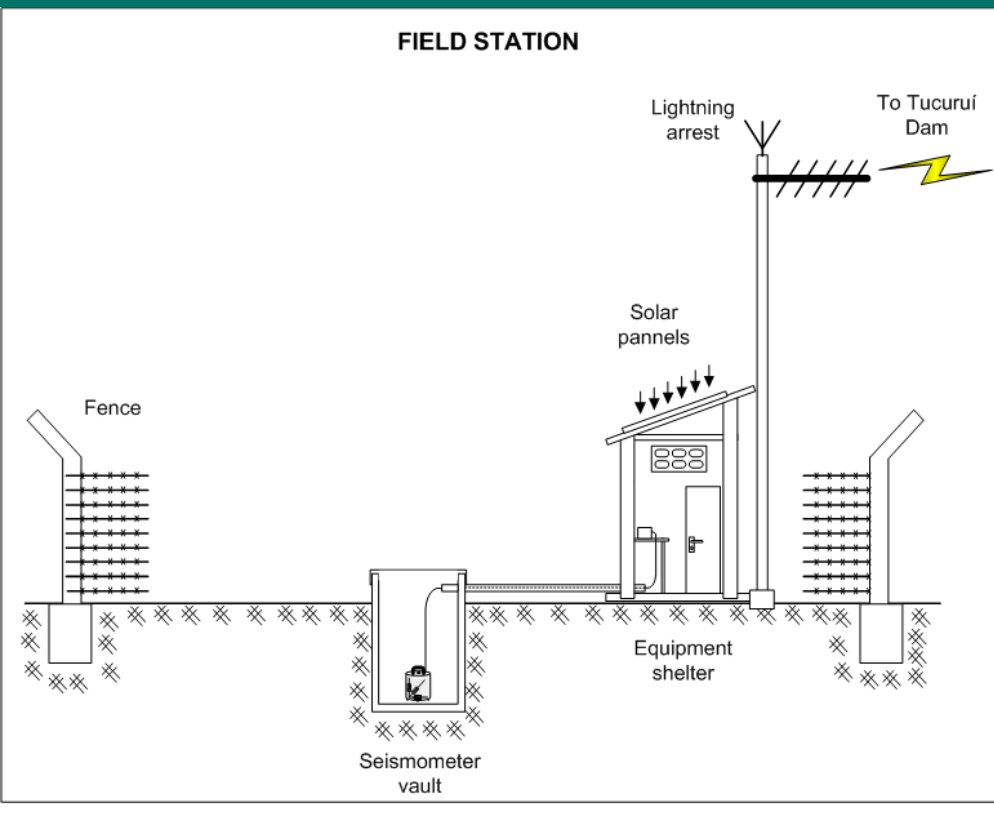 FIELD STATION
Lightning
arrest
To Tucuruí
Dam
Solar
pannels
Fence
Equipment
shelter
Seismometer
vault